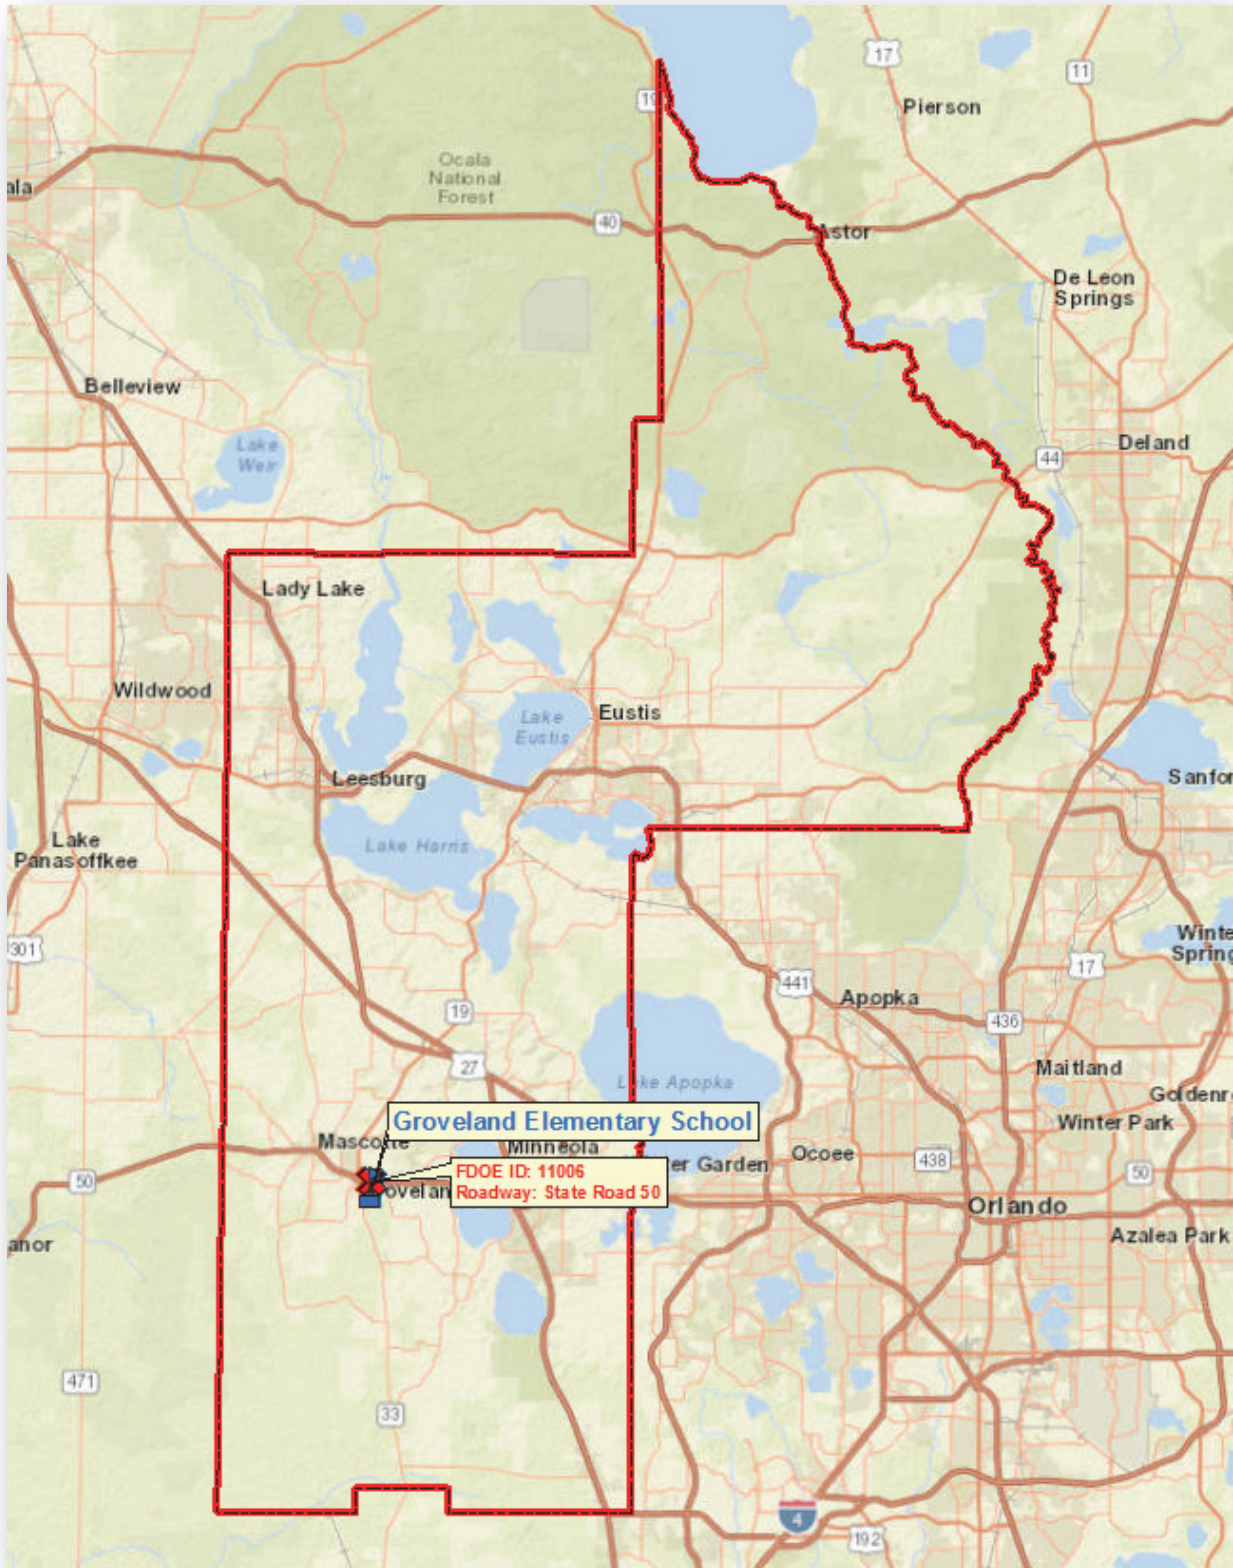 17
11
Pierson
19
Ocala
National
Forest
ala
40
Astor
De Leon
Springs
Belleview
Lake
Weir
Deland
44
Lady Lake
Wildwood
Lake
Eustis
Eustis
Leesburg
Sanfor
Lake
Panasoffkee
Lake Harris
301
Winte
Spring
17
441
Apopka
19
436
27
Maitland
Lake Apopka
Goldenr
Groveland Elementary School
Winter Park
Mascotte
Minneola
Ocoee
438
50
50
FDOE ID: 11006
Roadway: State Road 50
er Garden
rovelan
Orlando
anor
Azalea Park
471
33
4
192